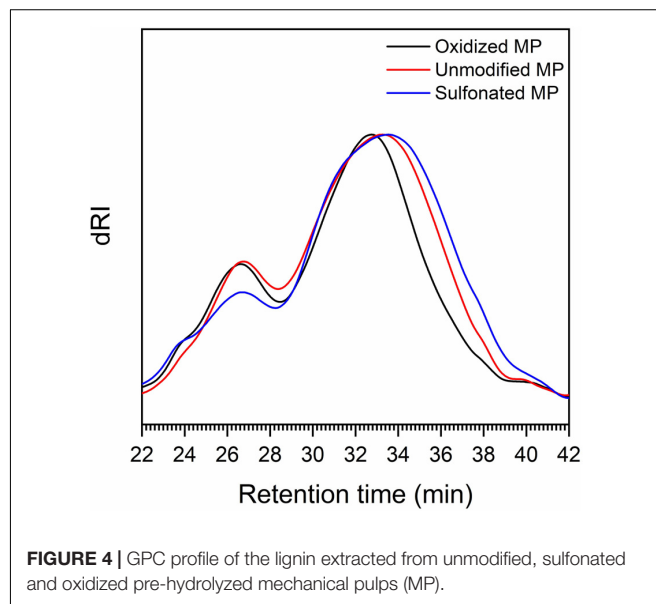 Oxidized MP
Unmodified MP
Sulfonated MP
dRI
22 24 26 28 30 32 34 36 38 40 42
Retention time (min)
FIGURE 4 | GPC profile of the lignin extracted from unmodified, sulfonated
and oxidized pre-hydrolyzed mechanical pulps (MP).